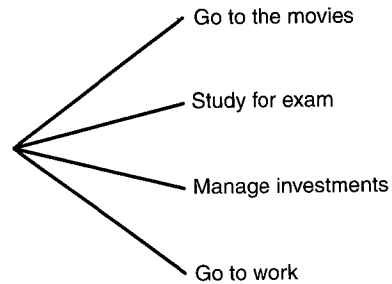 Go to the movies
Study for exam
Manage investments
Go to work